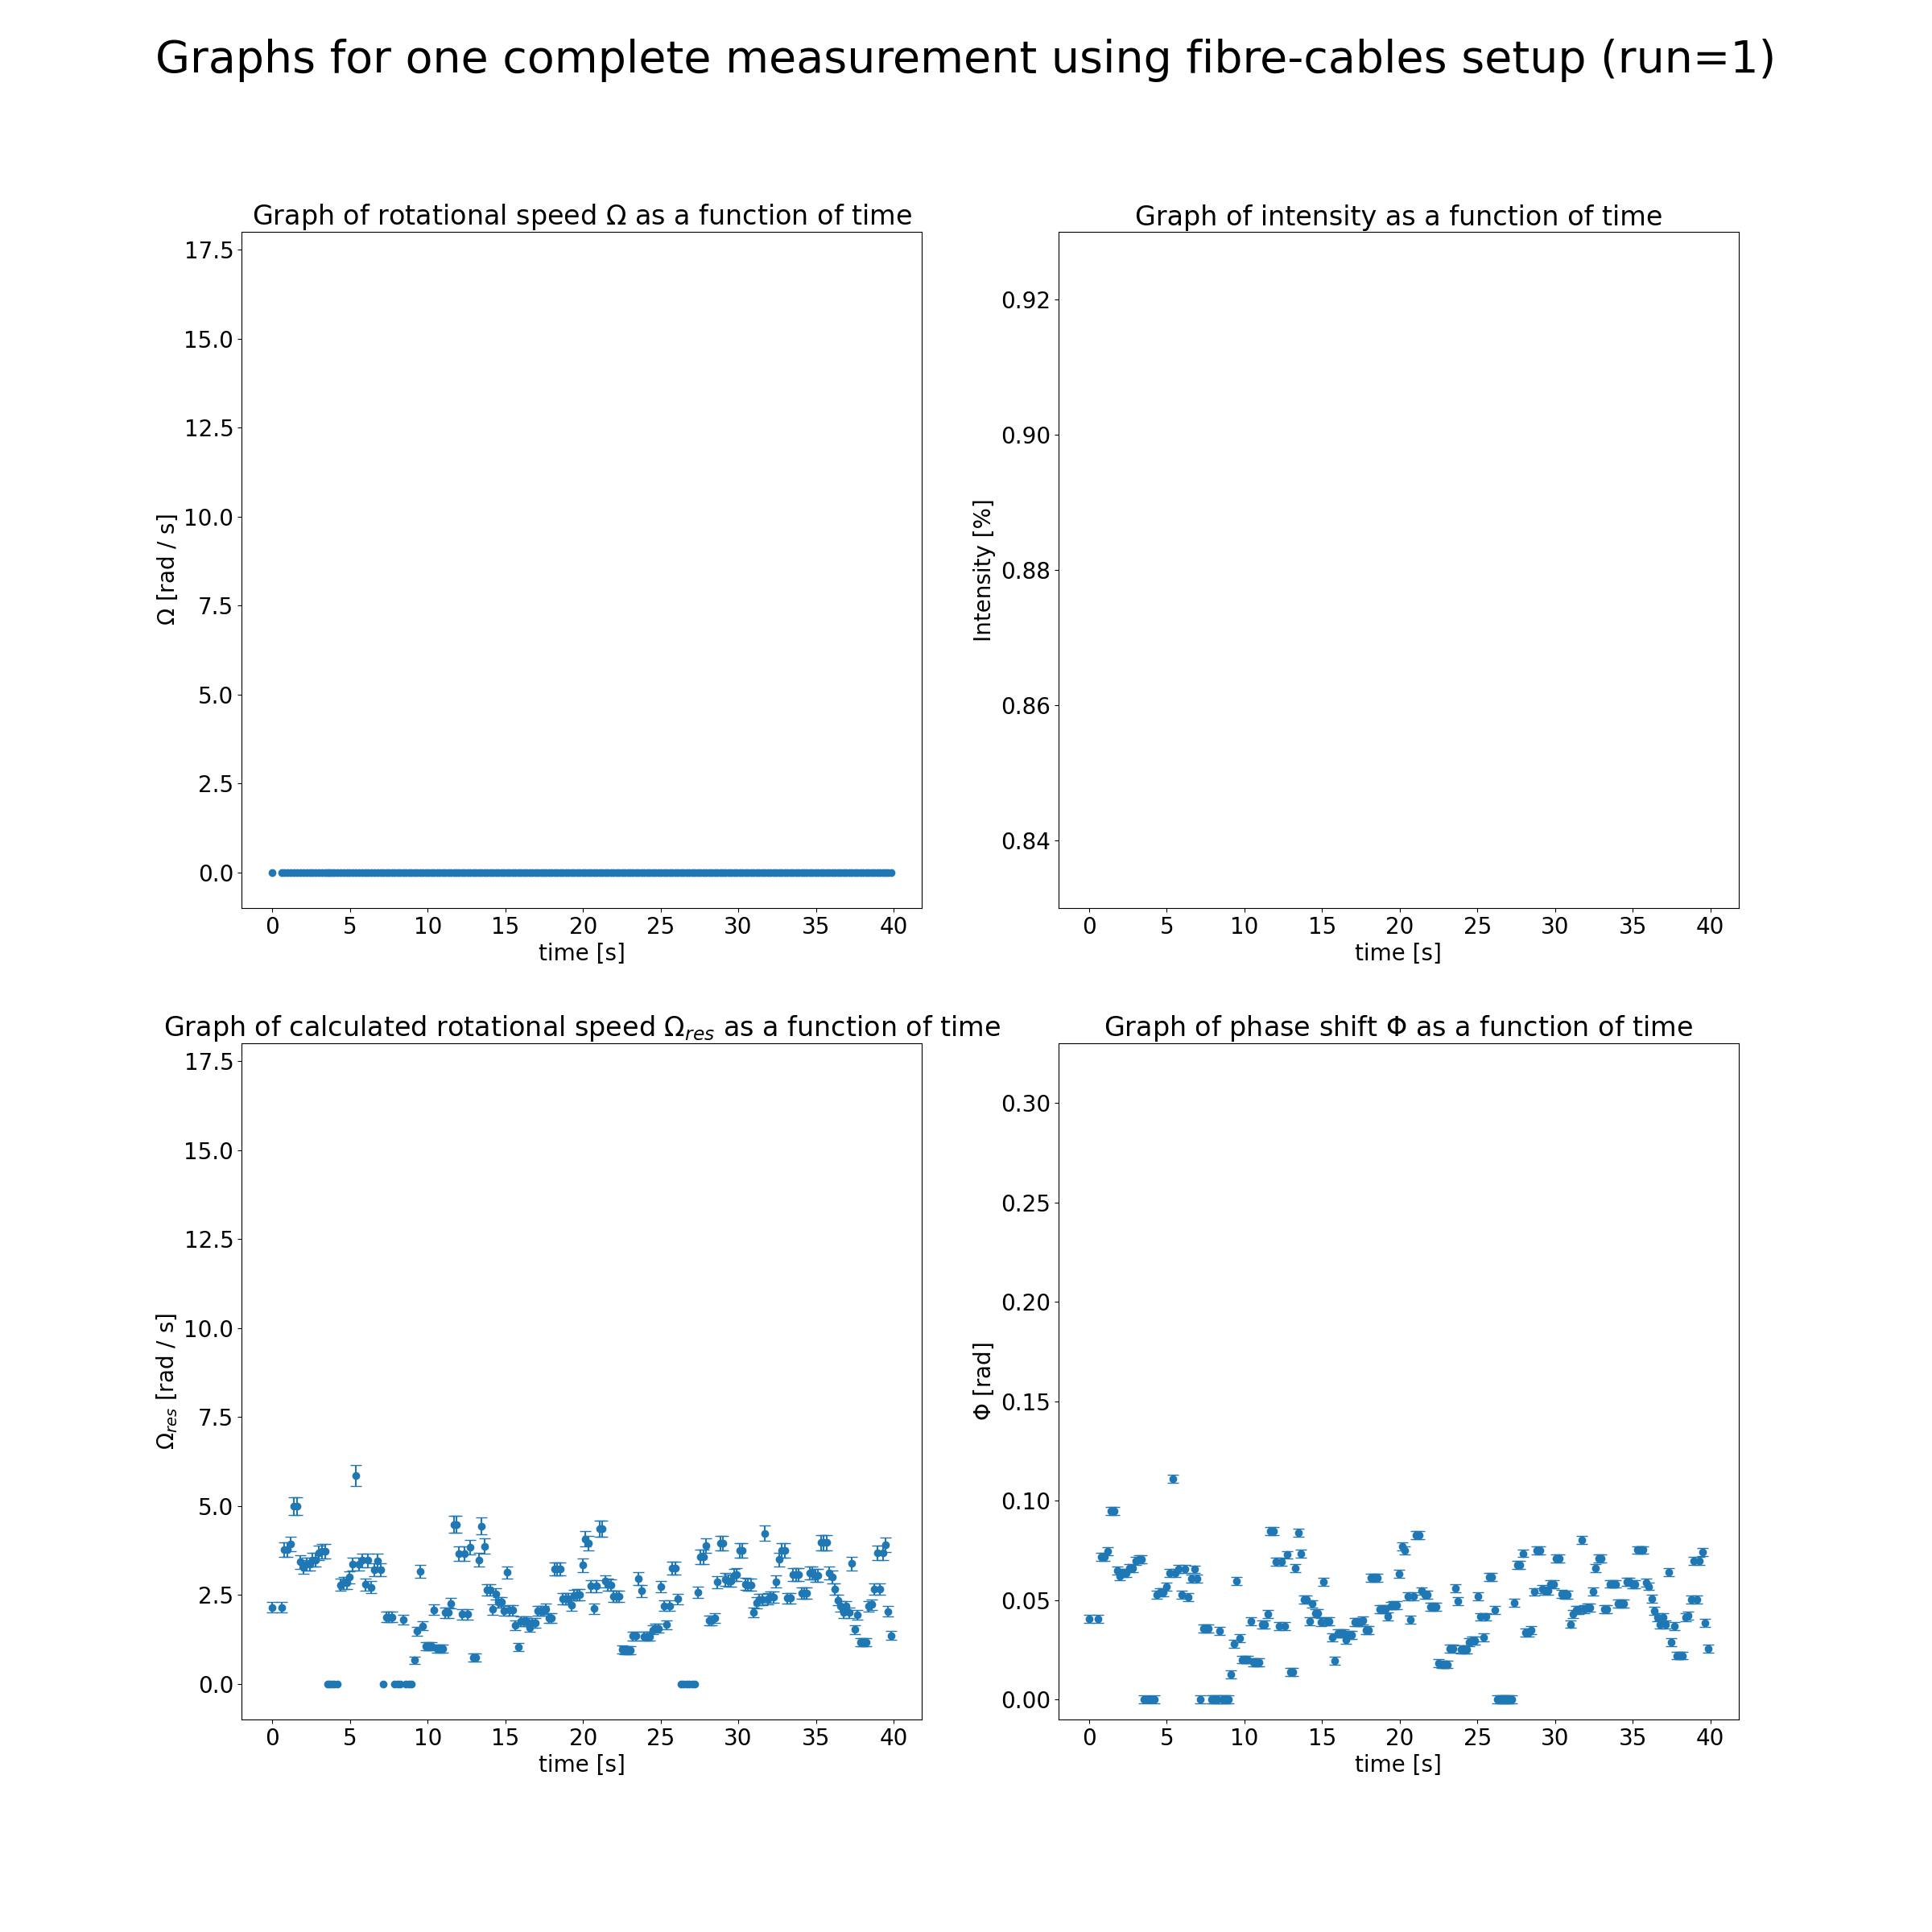 Graphs for one complete measurement using fibre-cables setup (run=1)
Graph of rotational speed Ω as a function of time
17.5
15.0
12.5
10.0
7.5
5.0
2.5
0.0
Ω [rad / s]
0 5 10 15 20 25 30 35 40
time [s]
Graph of intensity as a function of time
0.92
0.90
0.88
0.86
0.84
Intensity [%]
0 5 10 15 20 25 30 35 40
time [s]
Graph of calculated rotational speed Ω_res as a function of time
17.5
15.0
12.5
10.0
7.5
5.0
2.5
0.0
Ω_res [rad / s]
0 5 10 15 20 25 30 35 40
time [s]
Graph of phase shift Φ as a function of time
0.30
0.25
0.20
0.15
0.10
0.05
0.00
Φ [rad]
0 5 10 15 20 25 30 35 40
time [s]